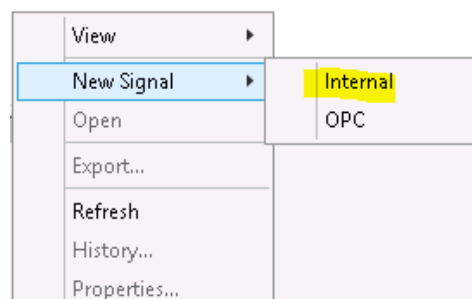 View
New Signal
Internal
Open
OPC
Export...
Refresh
History...
Properties...